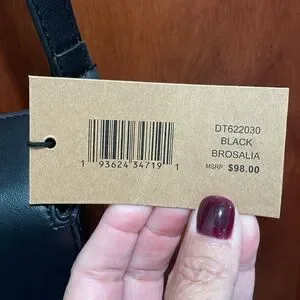 DT622030
BLACK
BROSALIA
MSRP $98.00
1 93624 34719 1